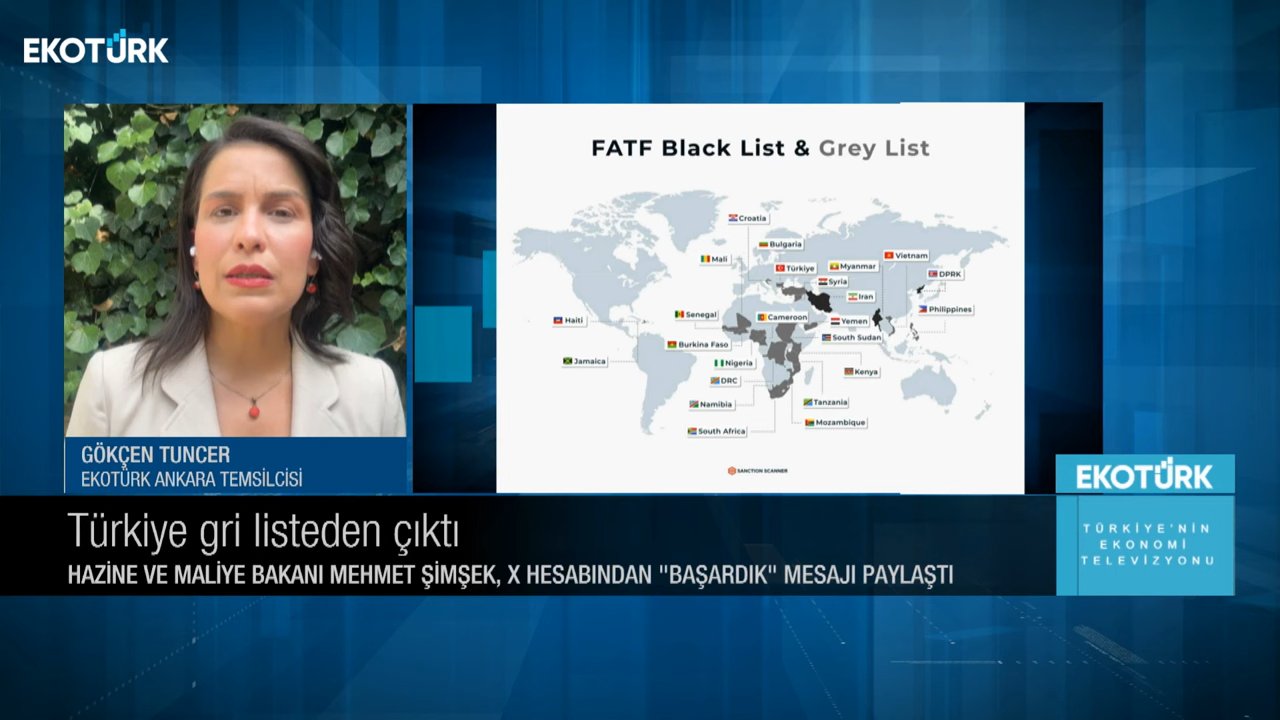 EKOTÜRK
FATF Black List & Grey List
Croatia
Bulgaria
Mali
Türkiye
Myanmar
Vietnam
Syria
DPRK
Iran
Haiti
Senegal
Cameroon
Yemen
Philippines
Burkina Faso
South Sudan
Jamaica
Nigeria
Kenya
DRC
Namibia
Tanzania
Mozambique
South Africa
SANCTION SCANNER
GÖKÇEN TUNCER
EKOTÜRK ANKARA TEMSİLCİSİ
EKOTÜRK
TÜRKİYE'NİN
EKONOMİ
TELEVİZYONU
Türkiye gri listeden çıktı
HAZİNE VE MALİYE BAKANI MEHMET ŞİMŞEK, X HESABINDAN "BAŞARDIK" MESAJI PAYLAŞTI